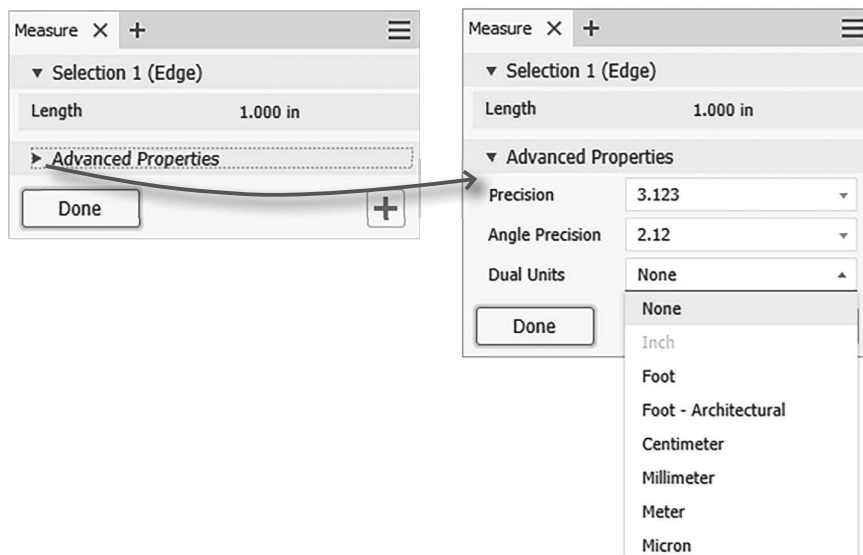 Measure
Selection 1 (Edge)
Length 1.000 in
Advanced Properties
Done
Measure
Selection 1 (Edge)
Length 1.000 in
Advanced Properties
Precision 3.123
Angle Precision 2.12
Dual Units None
Done
None
Inch
Foot
Foot - Architectural
Centimeter
Millimeter
Meter
Micron